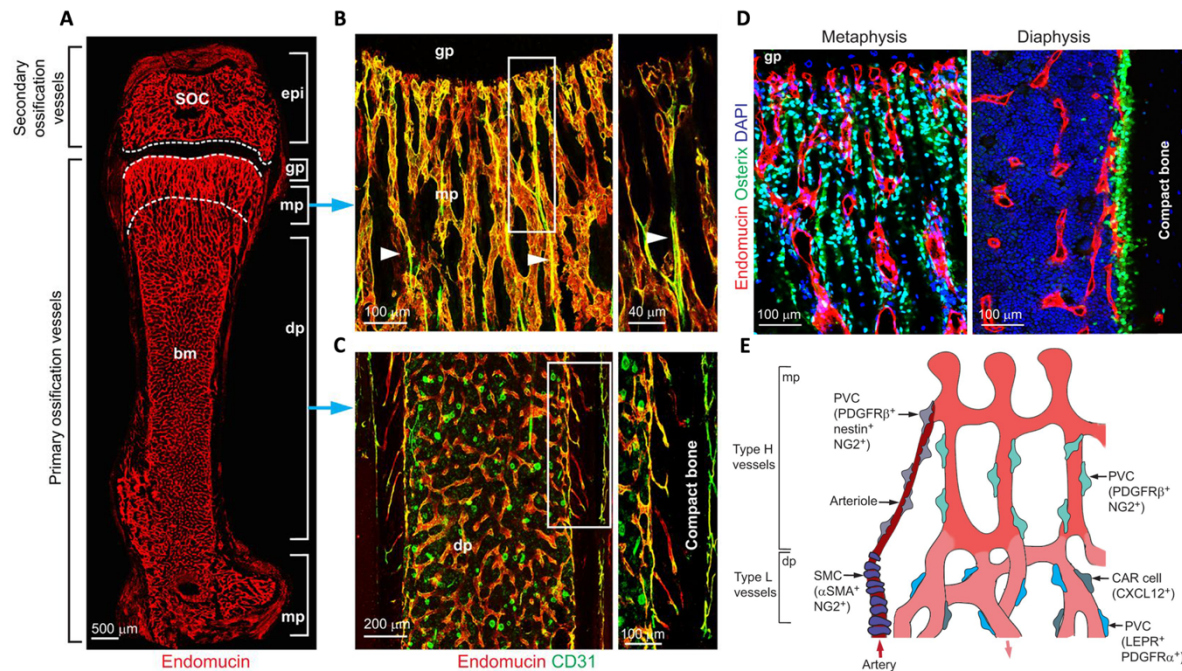 A
Secondary
ossification
vessels
Primary ossification vessels
SOC
bm
epi
gp
mp
dp
mp
500 μm
Endomucin
B
gp
mp
100 μm
40 μm
C
dp
Compact bone
200 μm
100 μm
Endomucin CD31
D
Metaphysis
Diaphysis
Endomucin Osterix DAPI
gp
Compact bone
100 μm
100 μm
E
mp
Type H
vessels
dp
Type L
vessels
PVC
(PDGFRβ⁺
nestin⁺
NG2⁺)
Arteriole
SMC
(αSMA⁺
NG2⁺)
Artery
PVC
(PDGFRβ⁺
NG2⁺)
CAR cell
(CXCL12⁺)
PVC
(LEPR⁺
PDGFRα⁺)